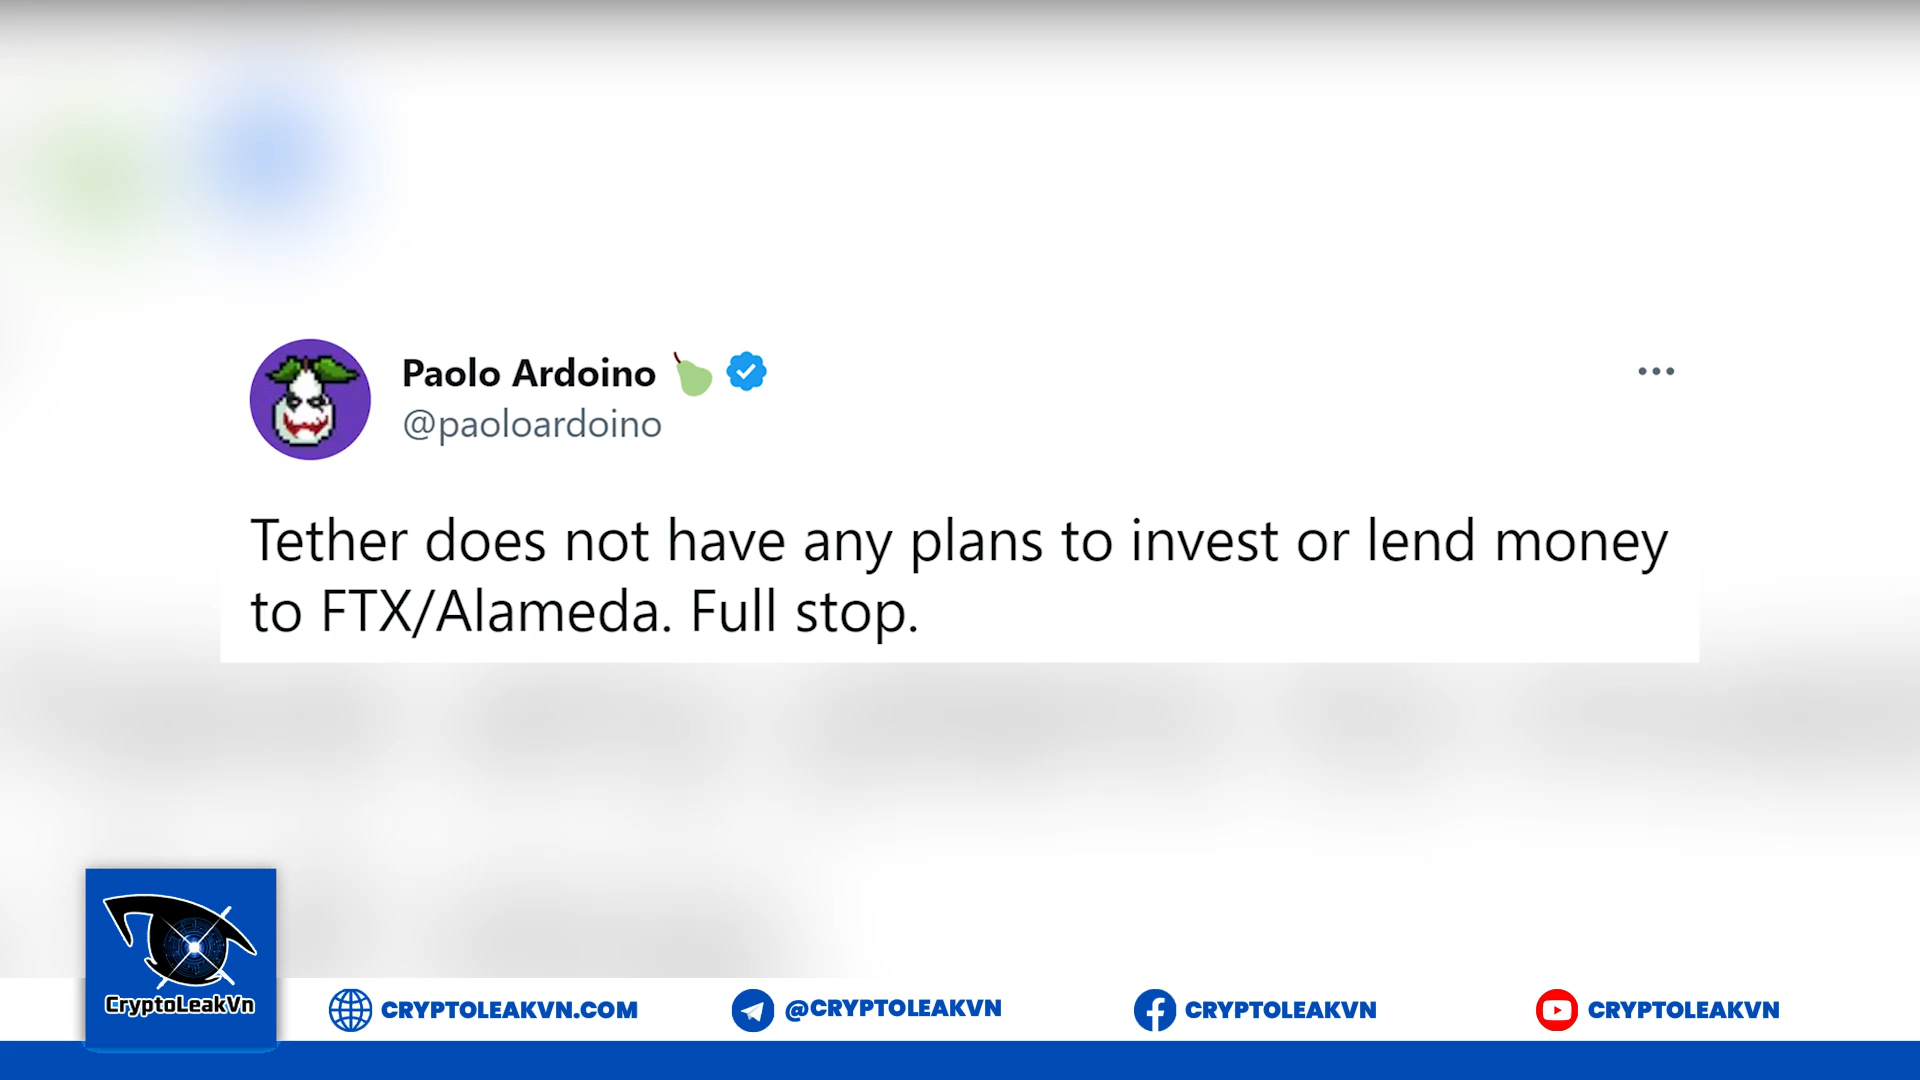 Paolo Ardoino
@paoloardoino
Tether does not have any plans to invest or lend money
to FTX/Alameda. Full stop.
CryptoLeakVn
CRYPTOLEAKVN.COM
@CRYPTOLEAKVN
CRYPTOLEAKVN
CRYPTOLEAKVN